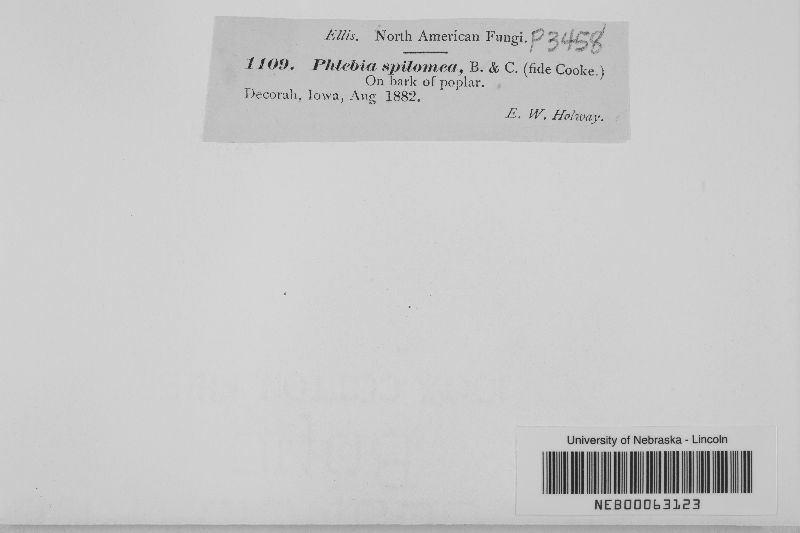 Ellis. North American Fungi. P3458
1109. Phlebia spilomea, B. & C. (fide Cooke.)
On bark of poplar.
Decorah, Iowa, Aug 1882.
E. W. Holway.
University of Nebraska - Lincoln
NEB00063123